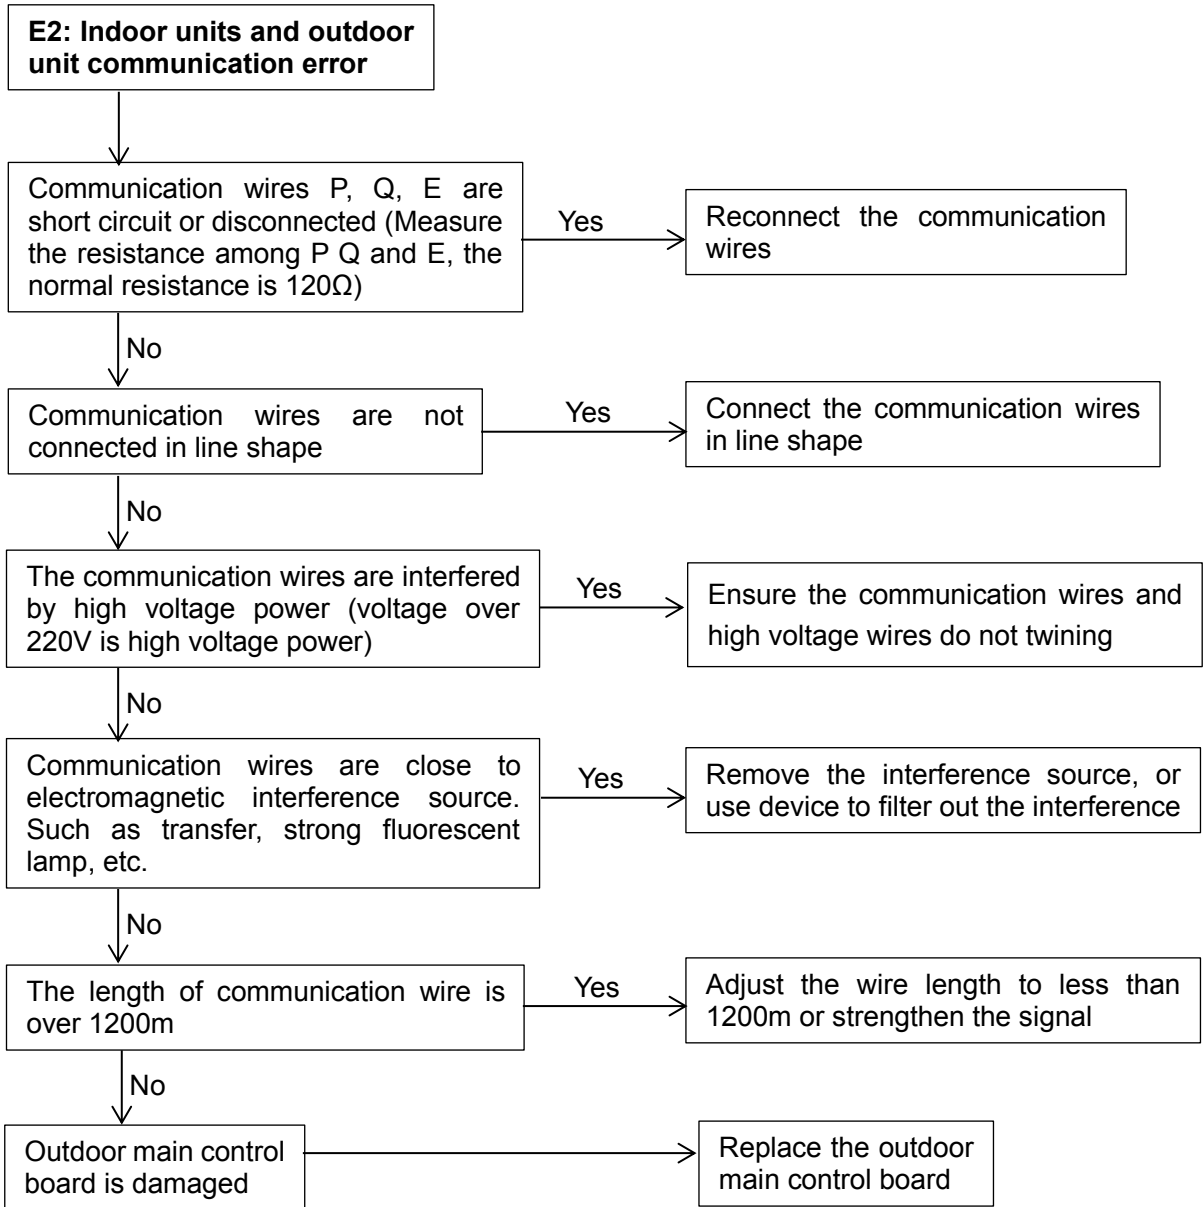 E2: Indoor units and outdoor
unit communication error
Communication wires P, Q, E are
short circuit or disconnected (Measure
the resistance among P Q and E, the
normal resistance is 120Ω)
Yes
Reconnect the communication
wires
No
Communication wires are not
connected in line shape
Yes
Connect the communication wires
in line shape
No
The communication wires are interfered
by high voltage power (voltage over
220V is high voltage power)
Yes
Ensure the communication wires and
high voltage wires do not twining
No
Communication wires are close to
electromagnetic interference source.
Such as transfer, strong fluorescent
lamp, etc.
Yes
Remove the interference source, or
use device to filter out the interference
No
The length of communication wire is
over 1200m
Yes
Adjust the wire length to less than
1200m or strengthen the signal
No
Outdoor main control
board is damaged
Replace the outdoor
main control board